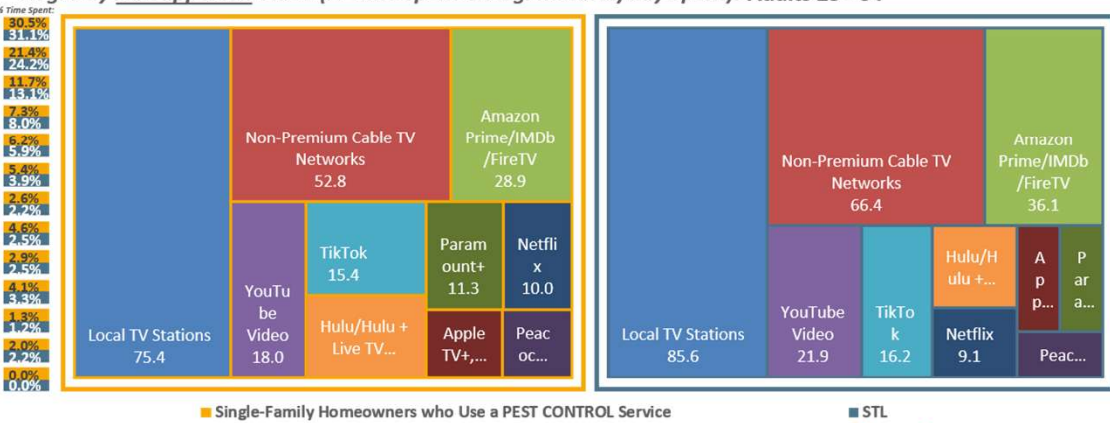 % Time Spent:
30.5%
31.1%
21.4%
24.2%
11.7%
13.1%
7.3%
8.0%
6.2%
5.9%
5.4%
3.9%
2.6%
2.2%
4.6%
2.5%
2.9%
2.5%
4.1%
3.3%
1.3%
1.2%
2.0%
2.2%
0.0%
0.0%
Local TV Stations
75.4
Non-Premium Cable TV
Networks
52.8
Amazon
Prime/IMDb
/FireTV
28.9
YouTu
be
Video
18.0
TikTok
15.4
Hulu/Hulu +
Live TV...
Param
ount+
11.3
Netfli
x
10.0
Apple
TV+,...
Peac
oc...
Local TV Stations
85.6
Non-Premium Cable TV
Networks
66.4
Amazon
Prime/IMDb
/FireTV
36.1
YouTube
Video
21.9
TikTo
k
16.2
Hulu/H
ulu +...
Netflix
9.1
A
p
p...
P
ar
a...
Peac...
Single-Family Homeowners who Use a PEST CONTROL Service
STL